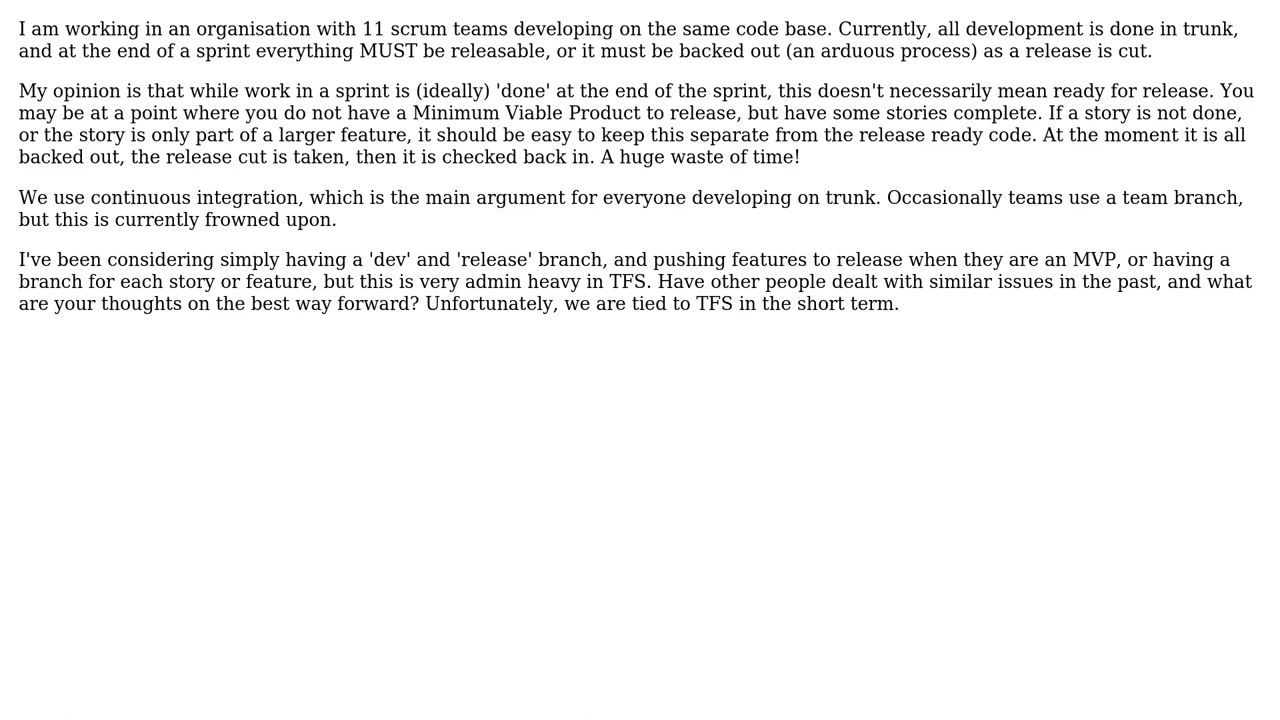 I am working in an organisation with 11 scrum teams developing on the same code base. Currently, all development is done in trunk,
and at the end of a sprint everything MUST be releasable, or it must be backed out (an arduous process) as a release is cut.
My opinion is that while work in a sprint is (ideally) 'done' at the end of the sprint, this doesn't necessarily mean ready for release. You
may be at a point where you do not have a Minimum Viable Product to release, but have some stories complete. If a story is not done,
or the story is only part of a larger feature, it should be easy to keep this separate from the release ready code. At the moment it is all
backed out, the release cut is taken, then it is checked back in. A huge waste of time!
We use continuous integration, which is the main argument for everyone developing on trunk. Occasionally teams use a team branch,
but this is currently frowned upon.
I've been considering simply having a 'dev' and 'release' branch, and pushing features to release when they are an MVP, or having a
branch for each story or feature, but this is very admin heavy in TFS. Have other people dealt with similar issues in the past, and what
are your thoughts on the best way forward? Unfortunately, we are tied to TFS in the short term.